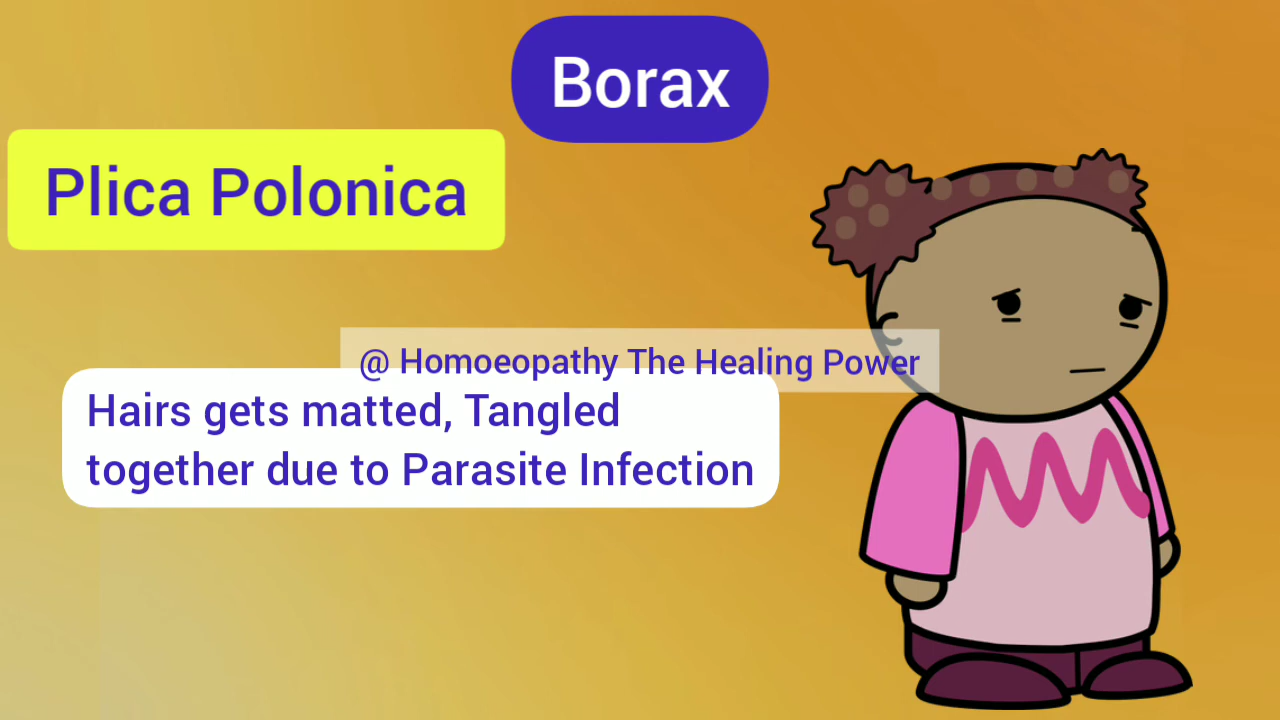 Borax
Plica Polonica
@ Homoeopathy The Healing Power
Hairs gets matted, Tangled
together due to Parasite Infection